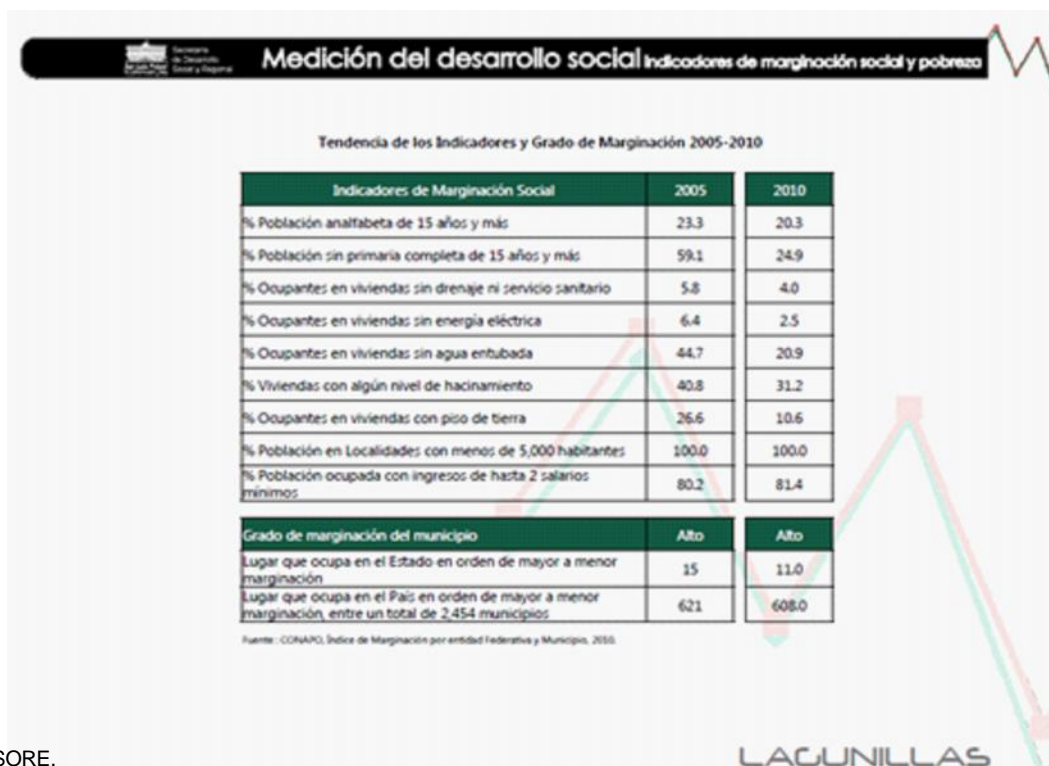 Secretaría
de Desarrollo
Social y Regional
Medición del desarrollo social Indicadores de marginación social y pobreza
Tendencia de los Indicadores y Grado de Marginación 2005-2010
Indicadores de Marginación Social 2005 2010
% Población analfabeta de 15 años y más 23.3 20.3
% Población sin primaria completa de 15 años y más 59.1 24.9
% Ocupantes en viviendas sin drenaje ni servicio sanitario 5.8 4.0
% Ocupantes en viviendas sin energía eléctrica 6.4 2.5
% Ocupantes en viviendas sin agua entubada 44.7 20.9
% Viviendas con algún nivel de hacinamiento 40.8 31.2
% Ocupantes en viviendas con piso de tierra 26.6 10.6
% Población en Localidades con menos de 5,000 habitantes 100.0 100.0
% Población ocupada con ingresos de hasta 2 salarios
mínimos 80.2 81.4
Grado de marginación del municipio Alto Alto
Lugar que ocupa en el Estado en orden de mayor a menor
marginación 15 11.0
Lugar que ocupa en el País en orden de mayor a menor
marginación, entre un total de 2,454 municipios 621 608.0
Fuente: CONAPO, Índice de Marginación por entidad Federativa y Municipio, 2010.
SORE.
LAGUNILLAS